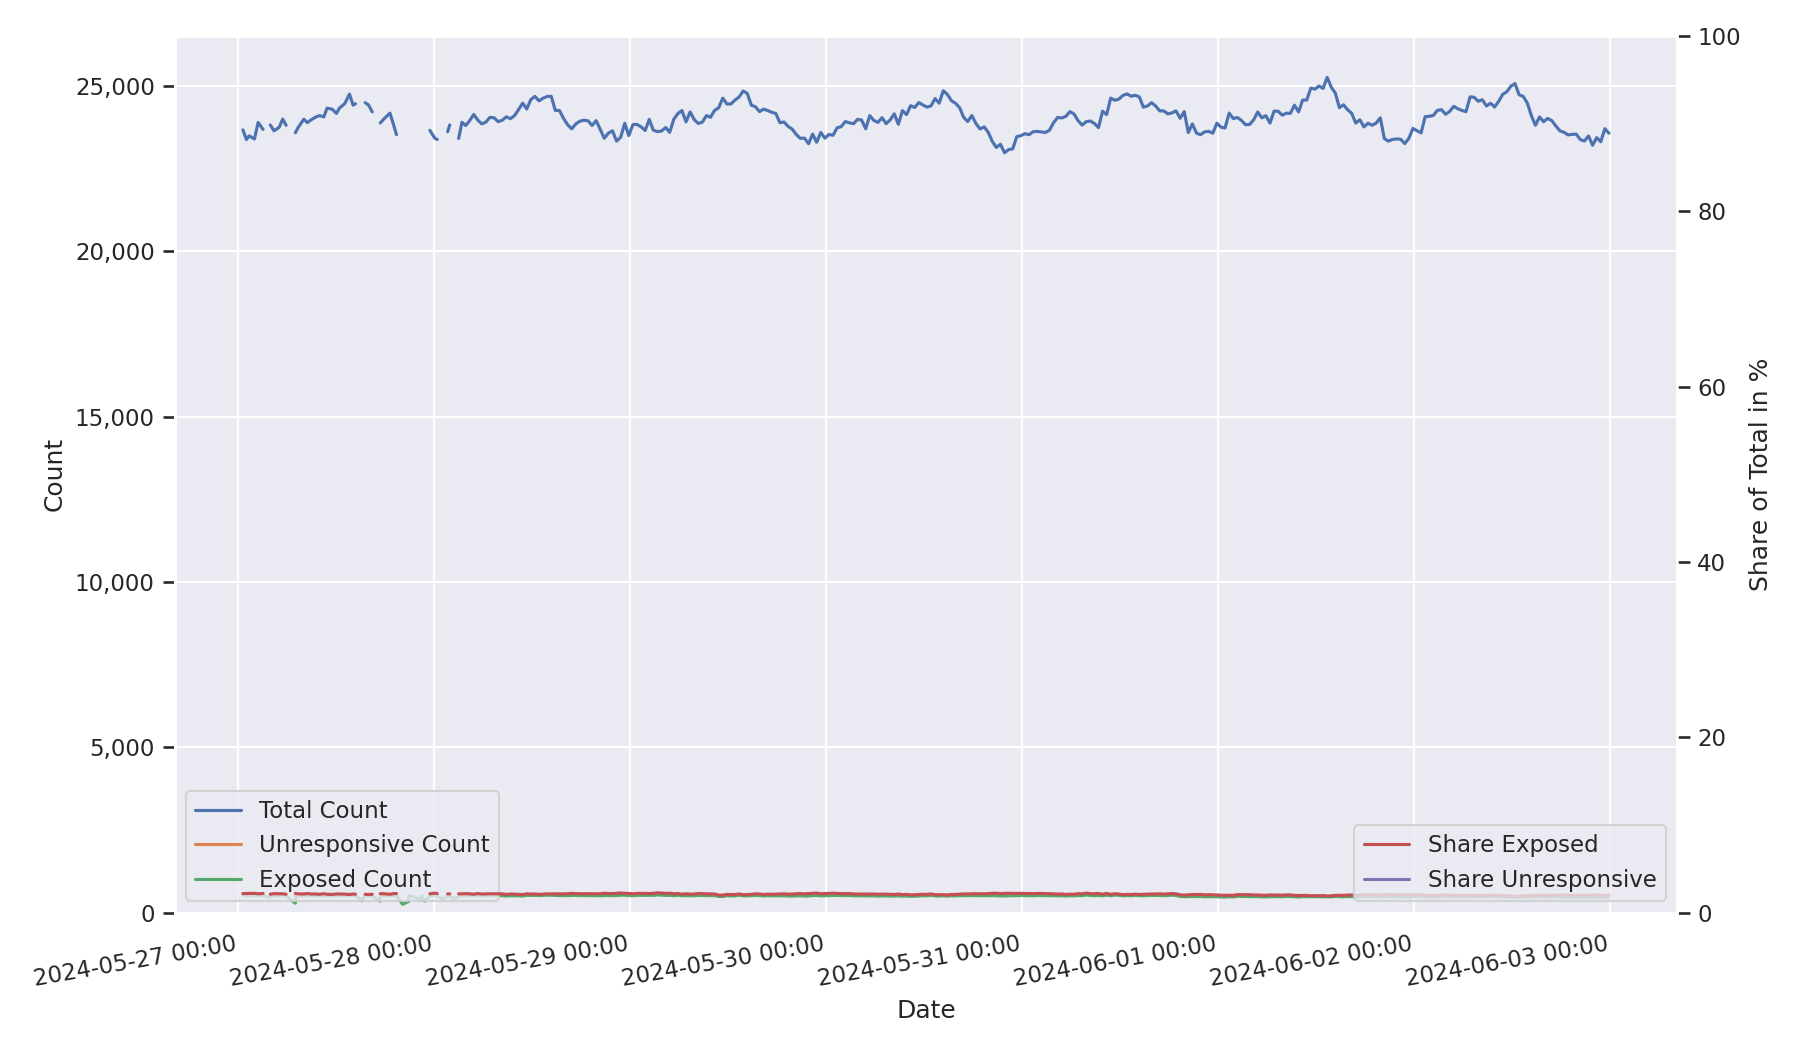 100
25,000
80
20,000
60
15,000
Count
Share of Total in %
40
10,000
20
5,000
Total Count
Unresponsive Count
Exposed Count
Share Exposed
Share Unresponsive
0
0
2024-05-27 00:00
2024-05-28 00:00
2024-05-29 00:00
2024-05-30 00:00
2024-05-31 00:00
2024-06-01 00:00
2024-06-02 00:00
2024-06-03 00:00
Date